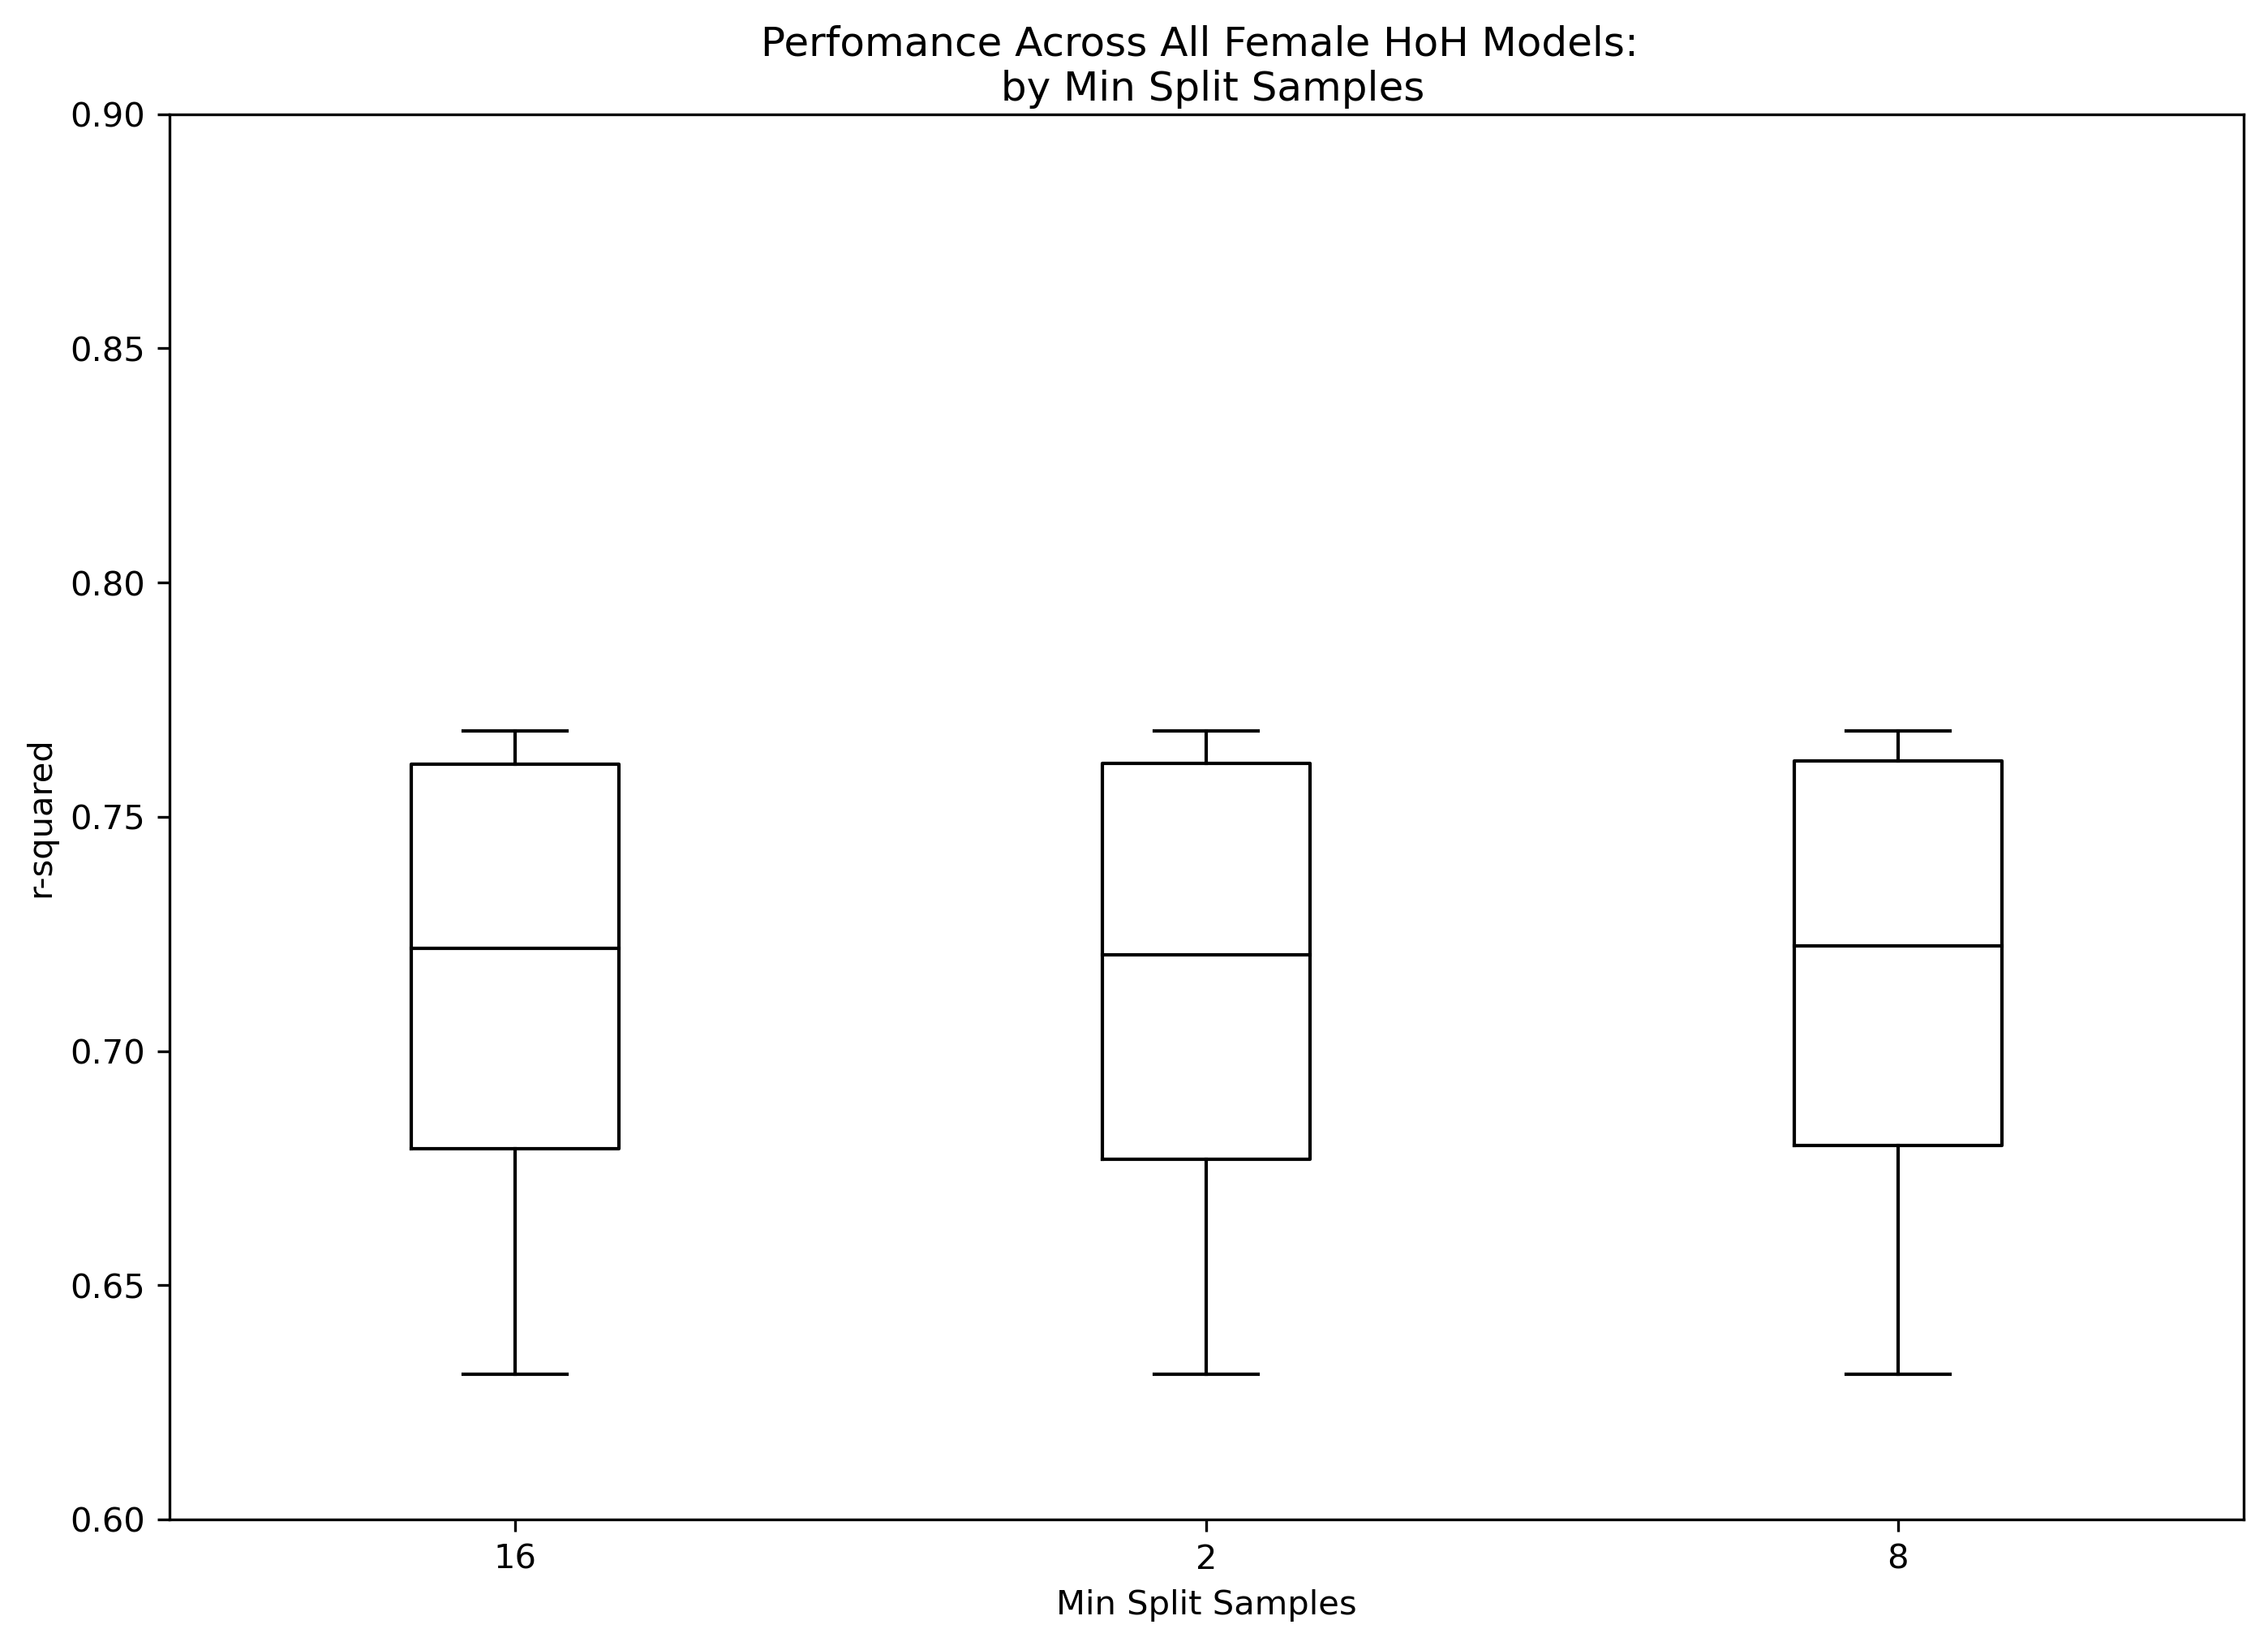 Perfomance Across All Female HoH Models:
by Min Split Samples
0.90
0.85
0.80
0.75
0.70
0.65
0.60
r-squared
16 2 8
Min Split Samples